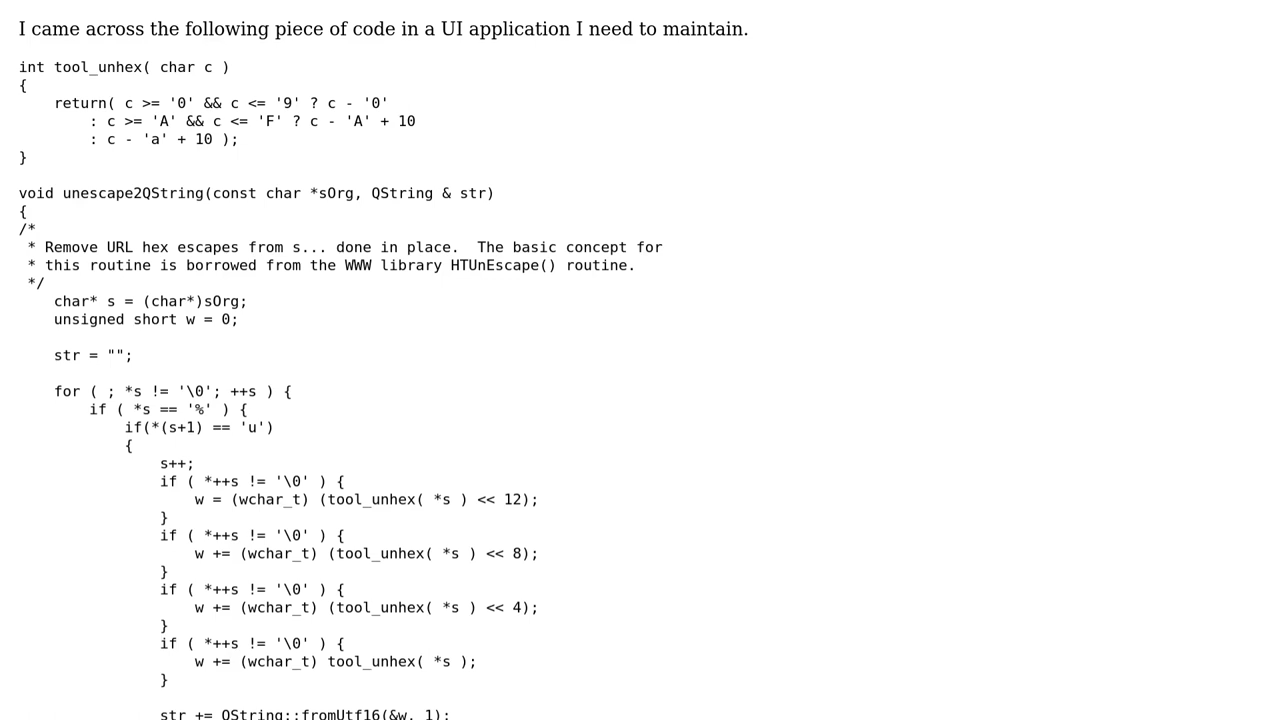 I came across the following piece of code in a UI application I need to maintain.
int tool_unhex( char c )
{
    return( c >= '0' && c <= '9' ? c - '0'
        : c >= 'A' && c <= 'F' ? c - 'A' + 10
        : c - 'a' + 10 );
}
void unescape2QString(const char *sOrg, QString & str)
{
/*
 * Remove URL hex escapes from s... done in place.  The basic concept for
 * this routine is borrowed from the WWW library HTUnEscape() routine.
 */
    char* s = (char*)sOrg;
    unsigned short w = 0;
    str = "";
    for ( ; *s != '\0'; ++s ) {
        if ( *s == '%' ) {
            if(*(s+1) == 'u')
            {
                s++;
                if ( *++s != '\0' ) {
                    w = (wchar_t) (tool_unhex( *s ) << 12);
                }
                if ( *++s != '\0' ) {
                    w += (wchar_t) (tool_unhex( *s ) << 8);
                }
                if ( *++s != '\0' ) {
                    w += (wchar_t) (tool_unhex( *s ) << 4);
                }
                if ( *++s != '\0' ) {
                    w += (wchar_t) tool_unhex( *s );
                }
                str += QString::fromUtf16(&w, 1);